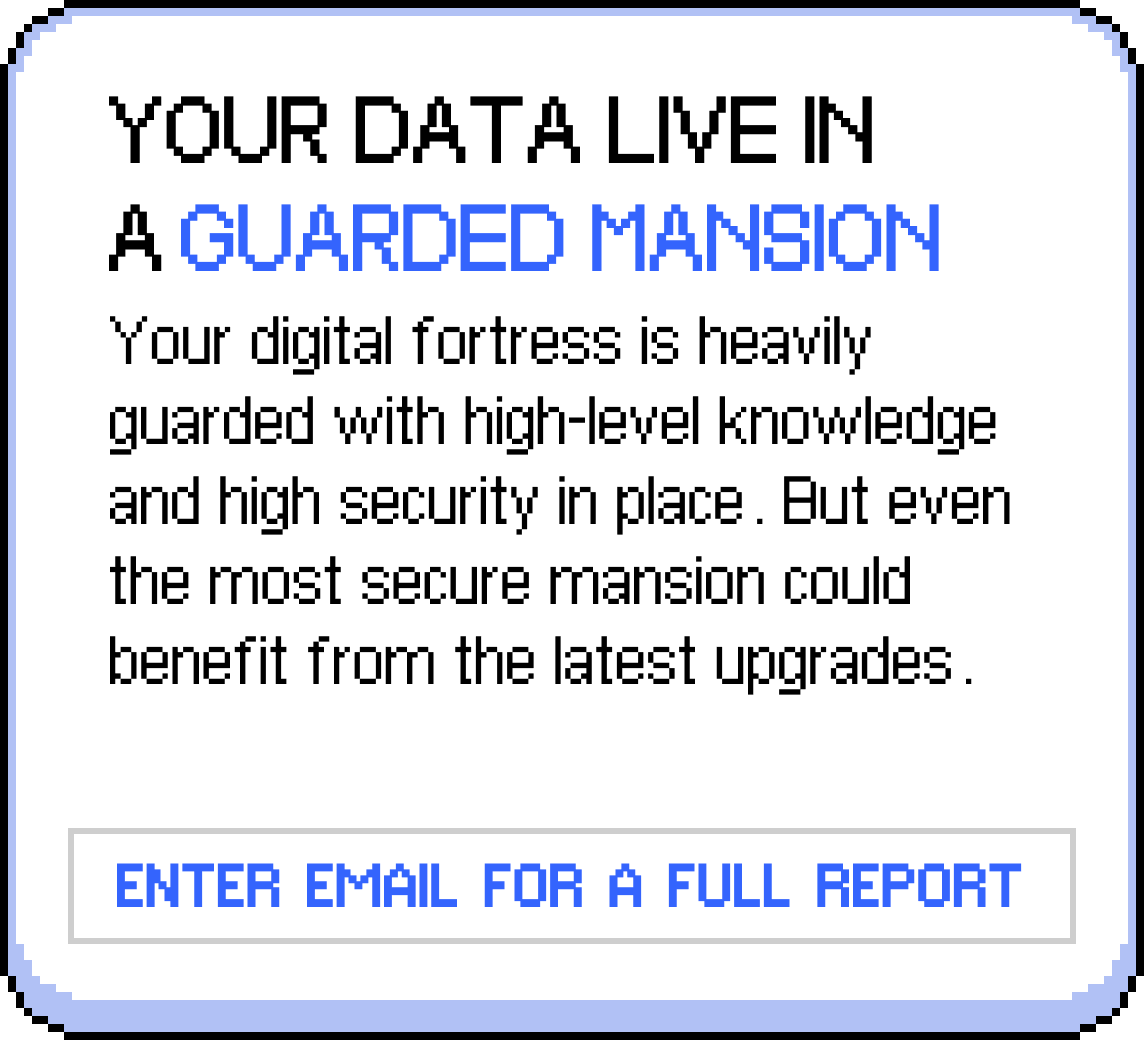 YOUR DATA LIVE IN
A GUARDED MANSION
Your digital fortress is heavily
guarded with high-level knowledge
and high security in place. But even
the most secure mansion could
benefit from the latest upgrades.
ENTER EMAIL FOR A FULL REPORT